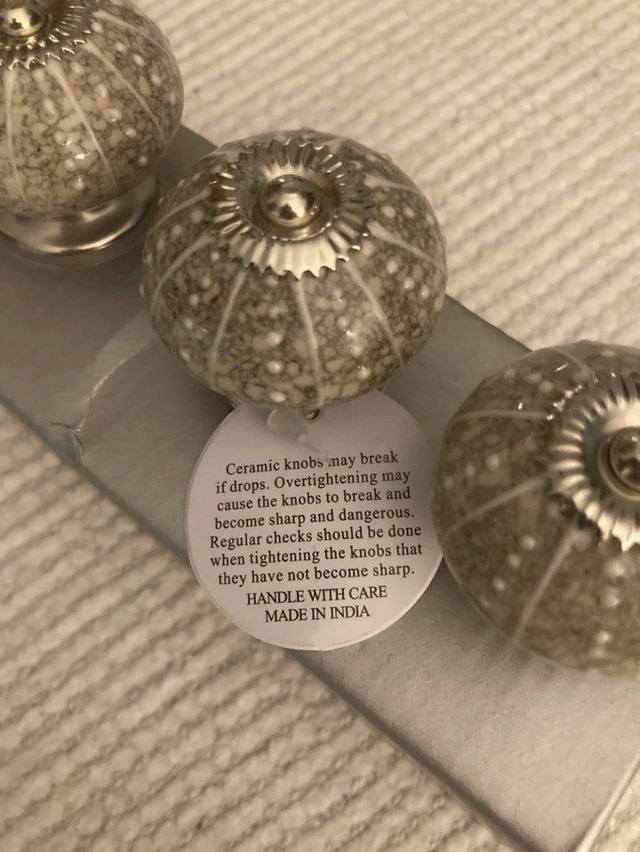 Ceramic knobs may break
if drops. Overtightening may
cause the knobs to break and
become sharp and dangerous.
Regular checks should be done
when tightening the knobs that
they have not become sharp.
HANDLE WITH CARE
MADE IN INDIA